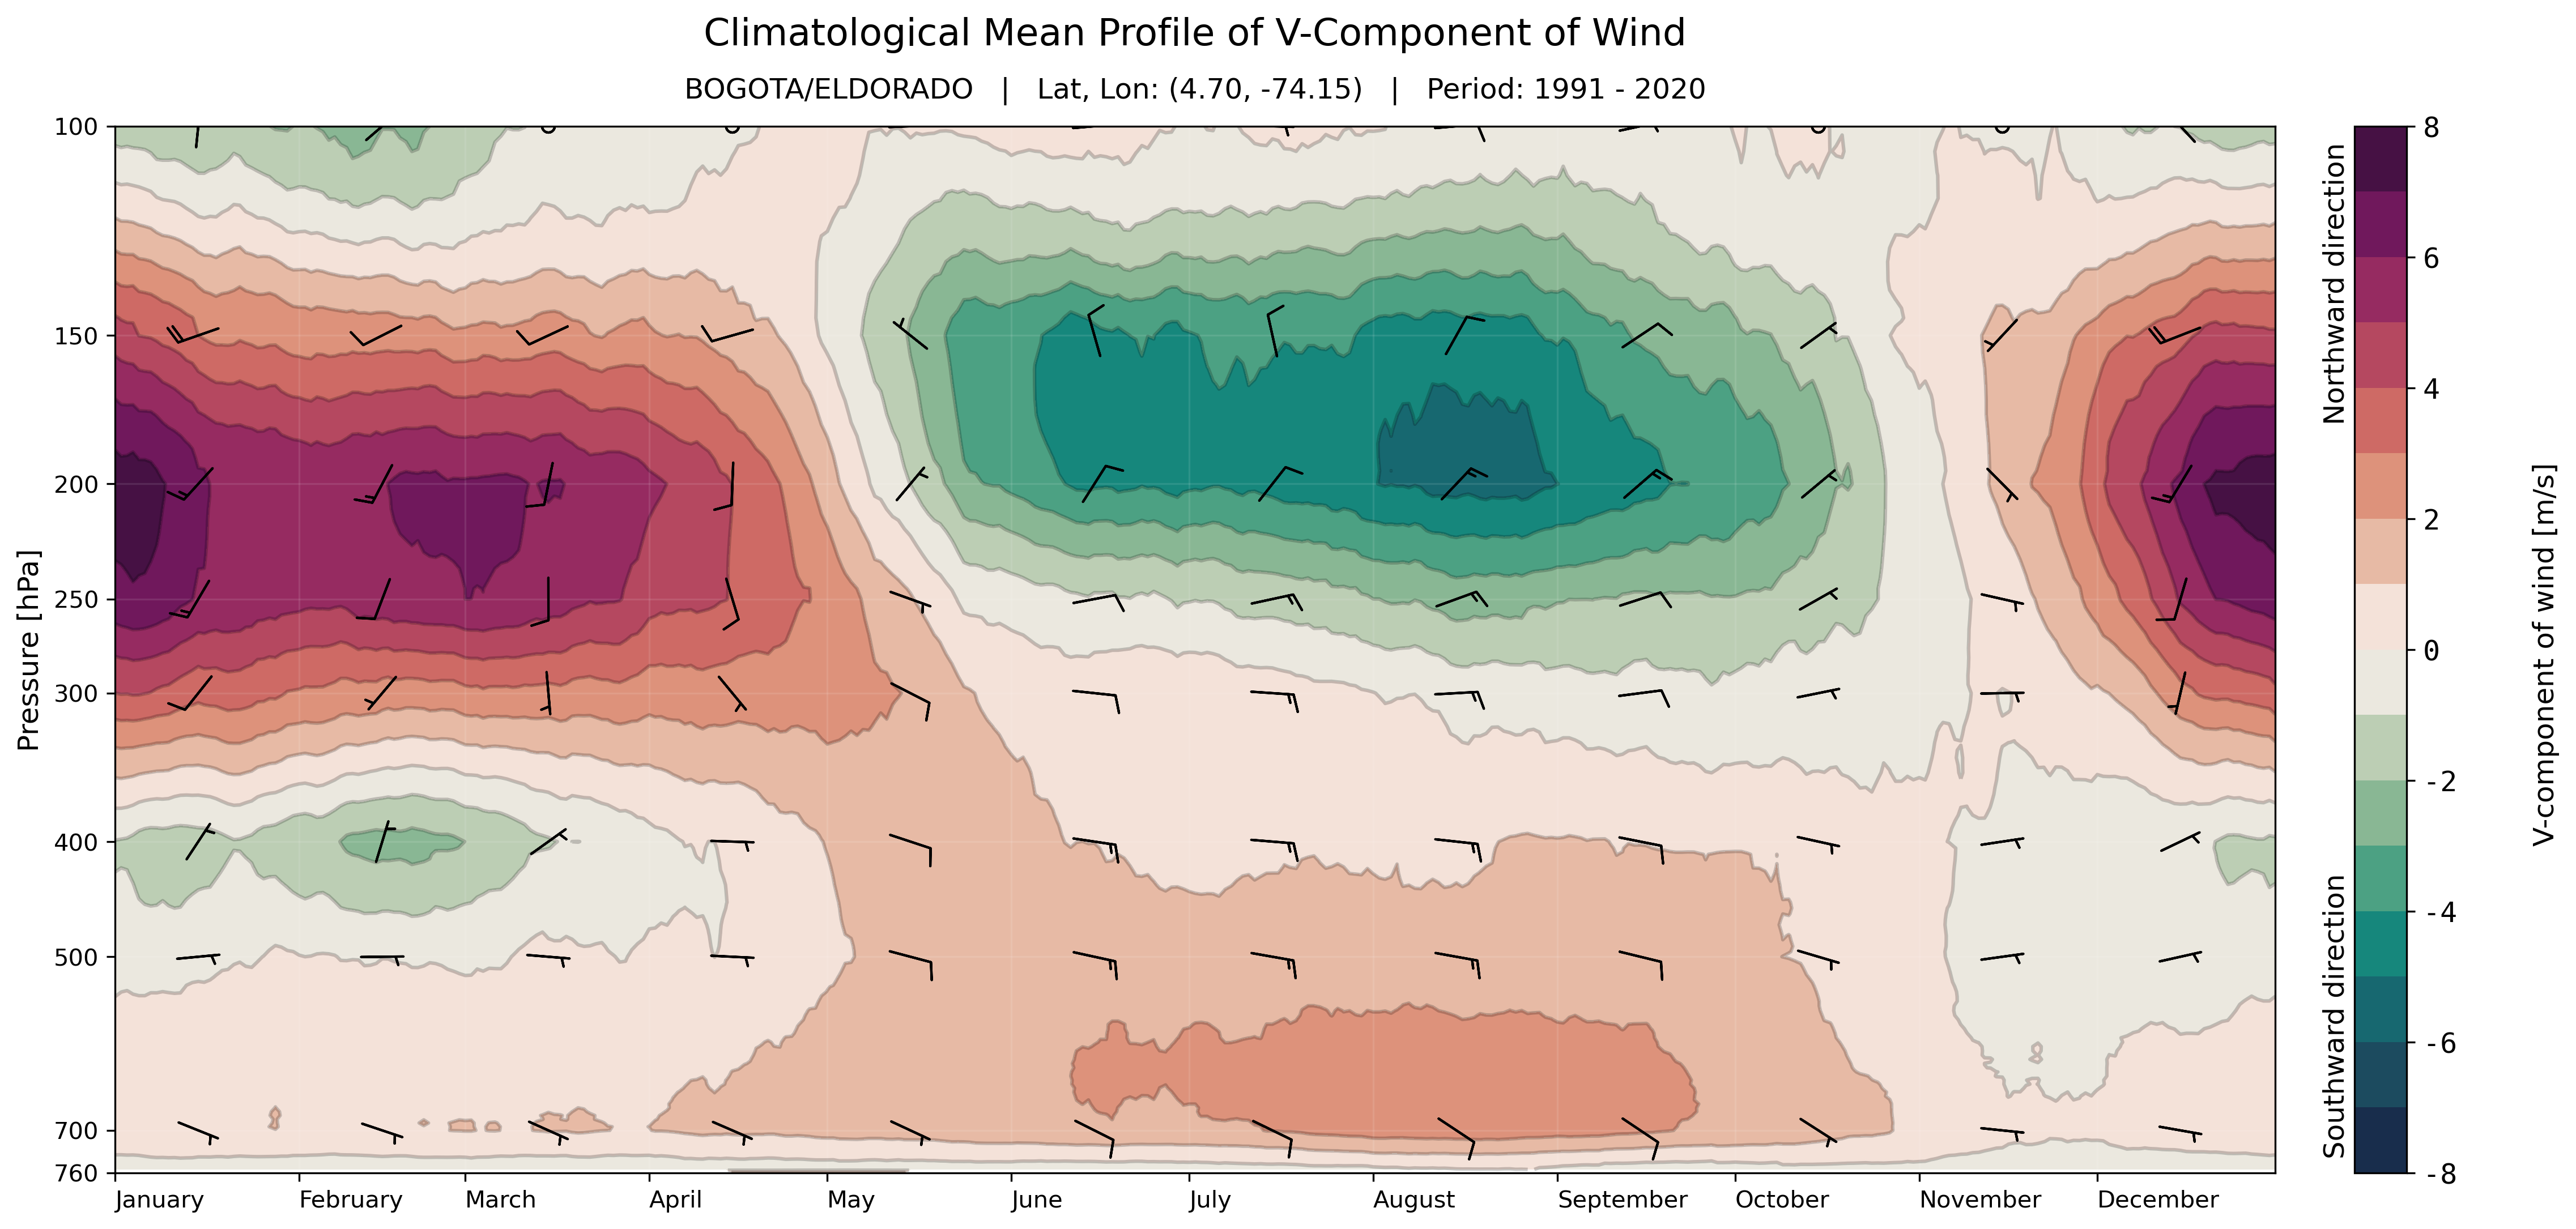 Climatological Mean Profile of V-Component of Wind
BOGOTA/ELDORADO | Lat, Lon: (4.70, -74.15) | Period: 1991 - 2020
Pressure [hPa]
100
150
200
250
300
400
500
700
760
January February March April May June July August September October November December
Northward direction
Southward direction
8
6
4
2
0
-2
-4
-6
-8
V-component of wind [m/s]